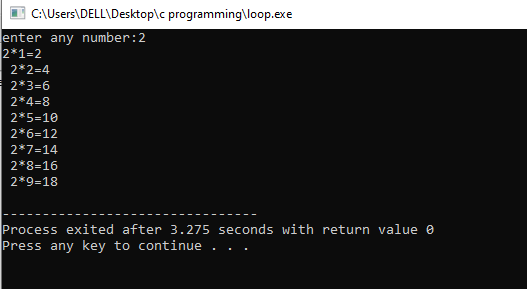 C:\Users\DELL\Desktop\c programming\loop.exe
enter any number:2
2*1=2
 2*2=4
 2*3=6
 2*4=8
 2*5=10
 2*6=12
 2*7=14
 2*8=16
 2*9=18
--------------------------------
Process exited after 3.275 seconds with return value 0
Press any key to continue . . .